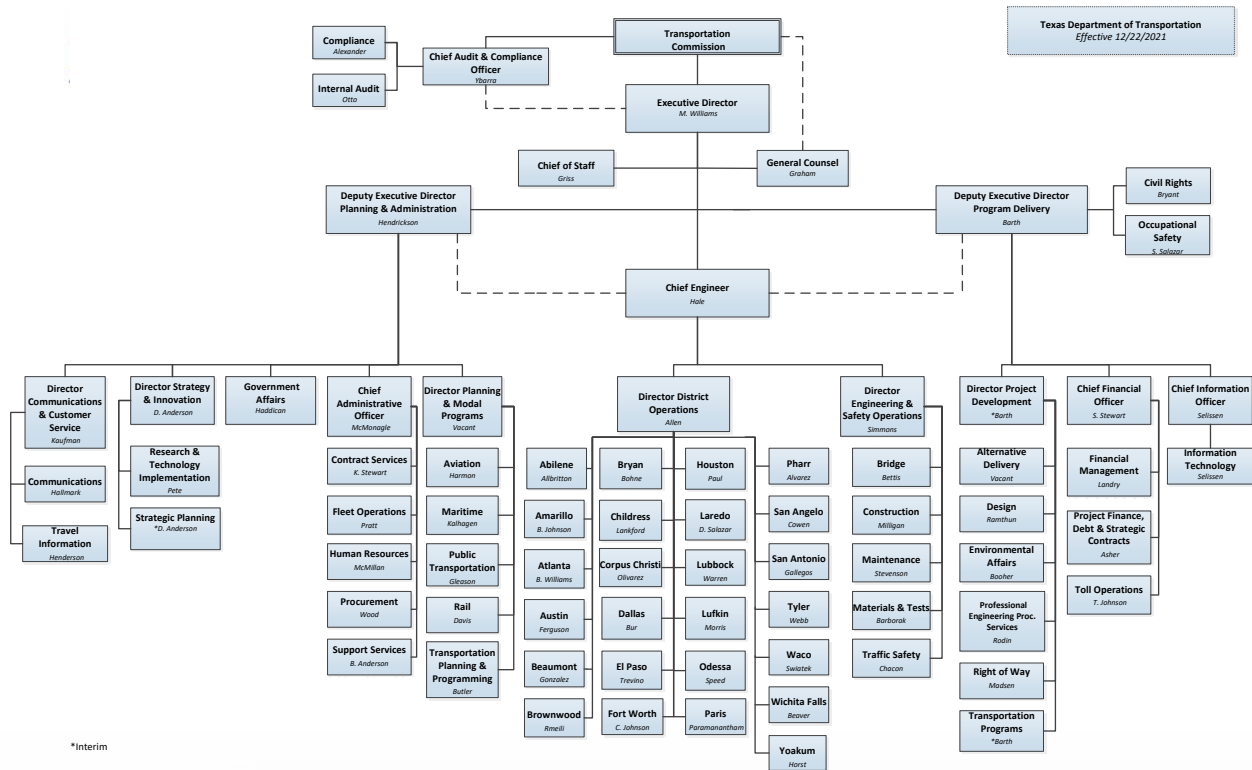 Texas Department of Transportation
Effective 12/22/2021
Transportation
Commission
Compliance
Alexander
Chief Audit & Compliance
Officer
Ybarra
Internal Audit
Otto
Executive Director
M. Williams
Chief of Staff
Griss
General Counsel
Graham
Deputy Executive Director
Planning & Administration
Hendrickson
Deputy Executive Director
Program Delivery
Barth
Civil Rights
Bryant
Occupational
Safety
S. Salazar
Chief Engineer
Hale
Director
Communications
& Customer
Service
Kaufman
Communications
Hallmark
Travel
Information
Henderson
Director Strategy
& Innovation
D. Anderson
Research &
Technology
Implementation
Pete
Strategic Planning
*D. Anderson
Government
Affairs
Haddican
Chief
Administrative
Officer
McMonagle
Contract Services
K. Stewart
Fleet Operations
Pratt
Human Resources
McMillan
Procurement
Wood
Support Services
B. Anderson
Director Planning
& Modal
Programs
Vacant
Aviation
Harmon
Maritime
Kalhagen
Public
Transportation
Gleason
Rail
Davis
Transportation
Planning &
Programming
Butler
Director District
Operations
Allen
Abilene
Allbritton
Amarillo
B. Johnson
Atlanta
B. Williams
Austin
Ferguson
Beaumont
Gonzalez
Brownwood
Rmeili
Bryan
Bohne
Childress
Lankford
Corpus Christi
Olivarez
Dallas
Bur
El Paso
Trevino
Fort Worth
C. Johnson
Houston
Paul
Laredo
D. Salazar
Lubbock
Warren
Lufkin
Morris
Odessa
Speed
Paris
Paramanantham
Pharr
Alvarez
San Angelo
Cowen
San Antonio
Gallegos
Tyler
Webb
Waco
Swiatek
Wichita Falls
Beaver
Yoakum
Horst
Director
Engineering &
Safety Operations
Simmons
Bridge
Bettis
Construction
Milligan
Maintenance
Stevenson
Materials & Tests
Barborak
Traffic Safety
Chacon
Director Project
Development
*Barth
Alternative
Delivery
Vacant
Design
Ramthun
Environmental
Affairs
Booher
Professional
Engineering Proc.
Services
Rodin
Right of Way
Madsen
Transportation
Programs
*Barth
Chief Financial
Officer
S. Stewart
Financial
Management
Landry
Project Finance,
Debt & Strategic
Contracts
Asher
Toll Operations
T. Johnson
Chief Information
Officer
Selissen
Information
Technology
Selissen
*Interim